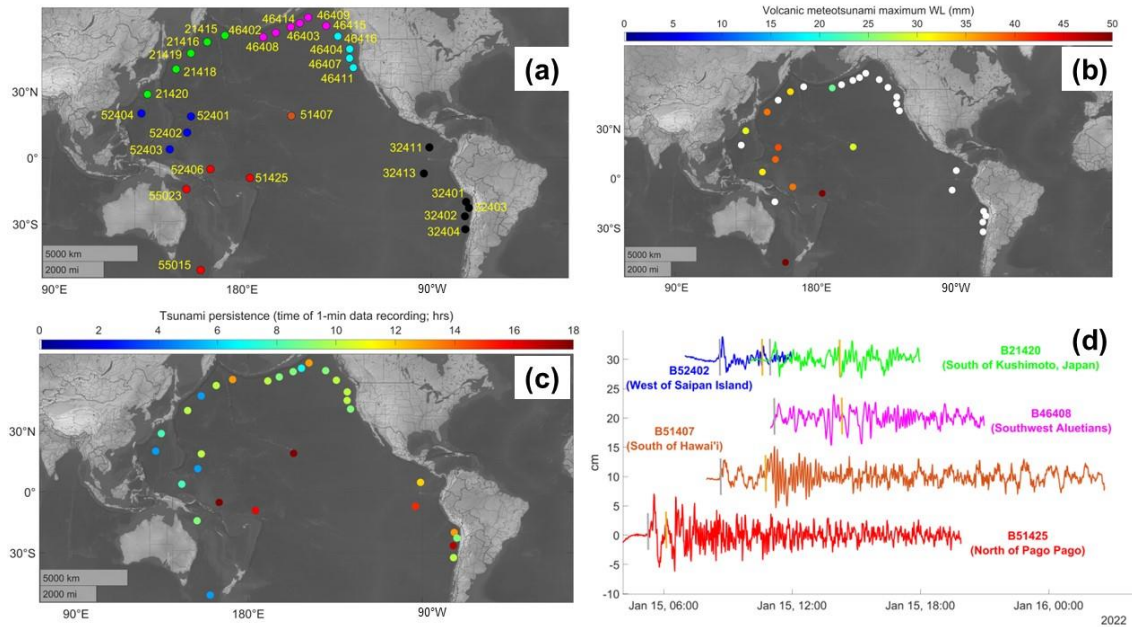 (a)
46409
46414
46415
21415
46402
46416
21416
46408
46403
46404
21419
46407
21418
46411
30°N
21420
52404
52401
51407
52402
52403
32411
0°
52406
51425
32413
55023
32401
32403
32402
30°S
32404
5000 km
2000 mi
55015
90°E
180°W
90°W
Volcanic meteotsunami maximum WL (mm)
0 5 10 15 20 25 30 35 40 45 50
(b)
30°N
0°
30°S
5000 km
2000 mi
90°E
180°W
90°W
Tsunami persistence (time of 1-min data recording; hrs)
0 2 4 6 8 10 12 14 16 18
(c)
30°N
0°
30°S
5000 km
2000 mi
90°E
180°W
90°W
(d)
B52402
(West of Saipan Island)
B21420
(South of Kushimoto, Japan)
B46408
(Southwest Aluetians)
B51407
(South of Hawai'i)
B51425
(North of Pago Pago)
cm
30
20
10
0
-10
Jan 15, 06:00 Jan 15, 12:00 Jan 15, 18:00 Jan 16, 00:00
2022